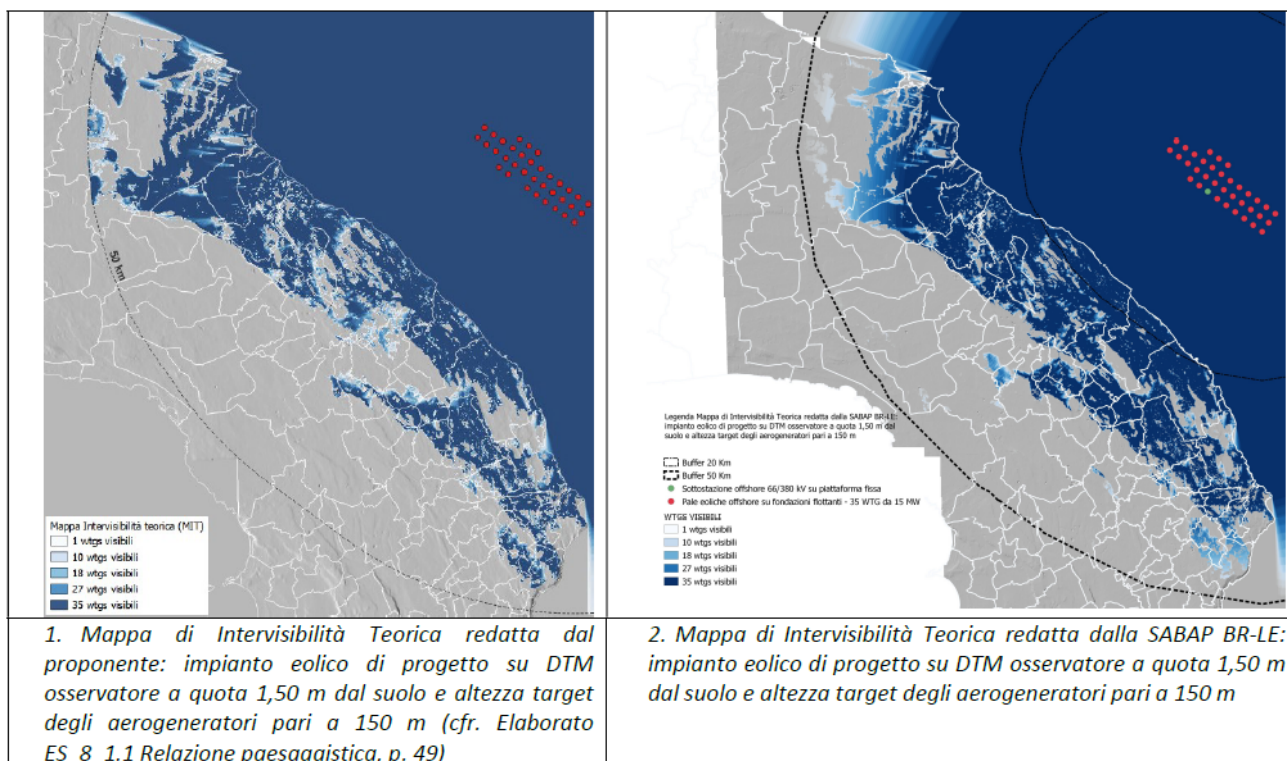 50 km
Mappa Intervisibilità teorica (MIT)
1 wtgs visibili
10 wtgs visibili
18 wtgs visibili
27 wtgs visibili
35 wtgs visibili
Legenda Mappa di Intervisibilità Teorica redatta dalla SABAP BR-LE:
impianto eolico di progetto su DTM osservatore a quota 1,50 m dal
suolo e altezza target degli aerogeneratori pari a 150 m
Buffer 20 Km
Buffer 50 Km
Sottostazione offshore 66/380 kV su piattaforma fissa
Pale eoliche offshore su fondazioni flottanti - 35 WTG da 15 MW
WTGS VISIBILI
1 wtgs visibili
10 wtgs visibili
18 wtgs visibili
27 wtgs visibili
35 wtgs visibili
1. Mappa di Intervisibilità Teorica redatta dal
proponente: impianto eolico di progetto su DTM
osservatore a quota 1,50 m dal suolo e altezza target
degli aerogeneratori pari a 150 m (cfr. Elaborato
ES_8_1.1 Relazione paesaggistica, p. 49)
2. Mappa di Intervisibilità Teorica redatta dalla SABAP BR-LE:
impianto eolico di progetto su DTM osservatore a quota 1,50 m
dal suolo e altezza target degli aerogeneratori pari a 150 m